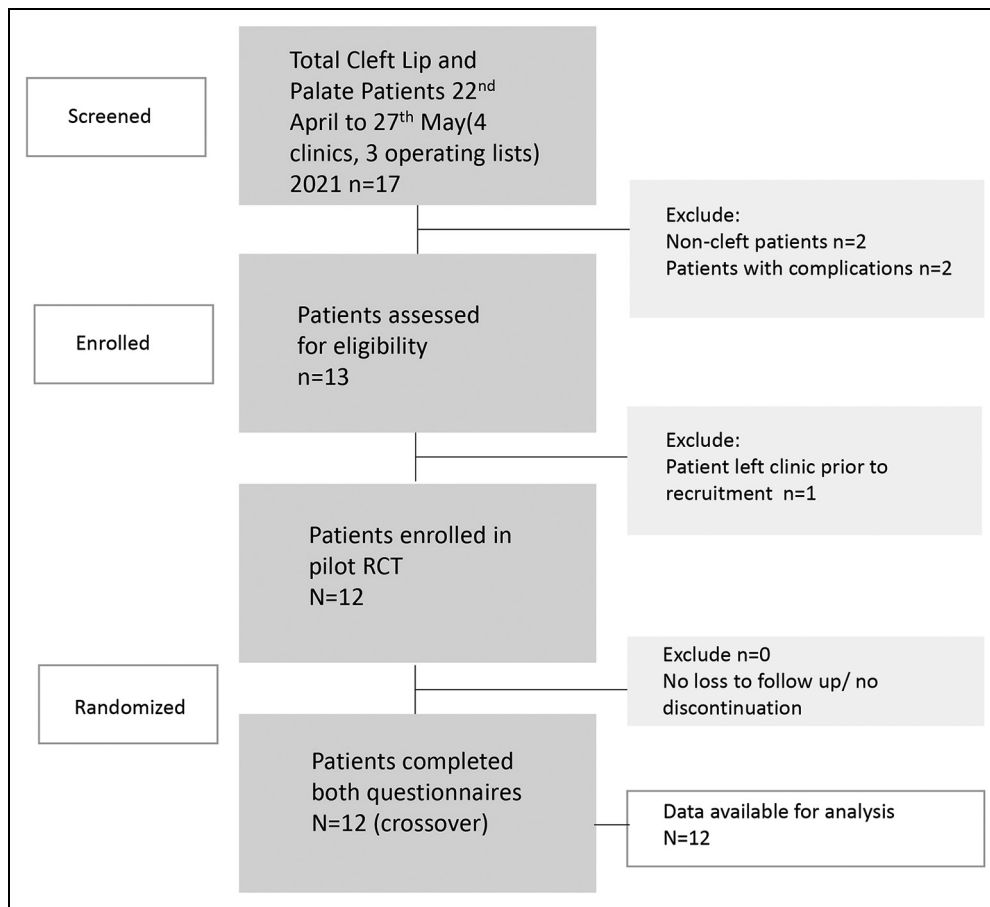 Screened
Total Cleft Lip and
Palate Patients 22nd
April to 27th May(4
clinics, 3 operating lists)
2021 n=17
Exclude:
Non-cleft patients n=2
Patients with complications n=2
Enrolled
Patients assessed
for eligibility
n=13
Exclude:
Patient left clinic prior to
recruitment n=1
Patients enrolled in
pilot RCT
N=12
Exclude n=0
No loss to follow up/ no
discontinuation
Randomized
Patients completed
both questionnaires
N=12 (crossover)
Data available for analysis
N=12